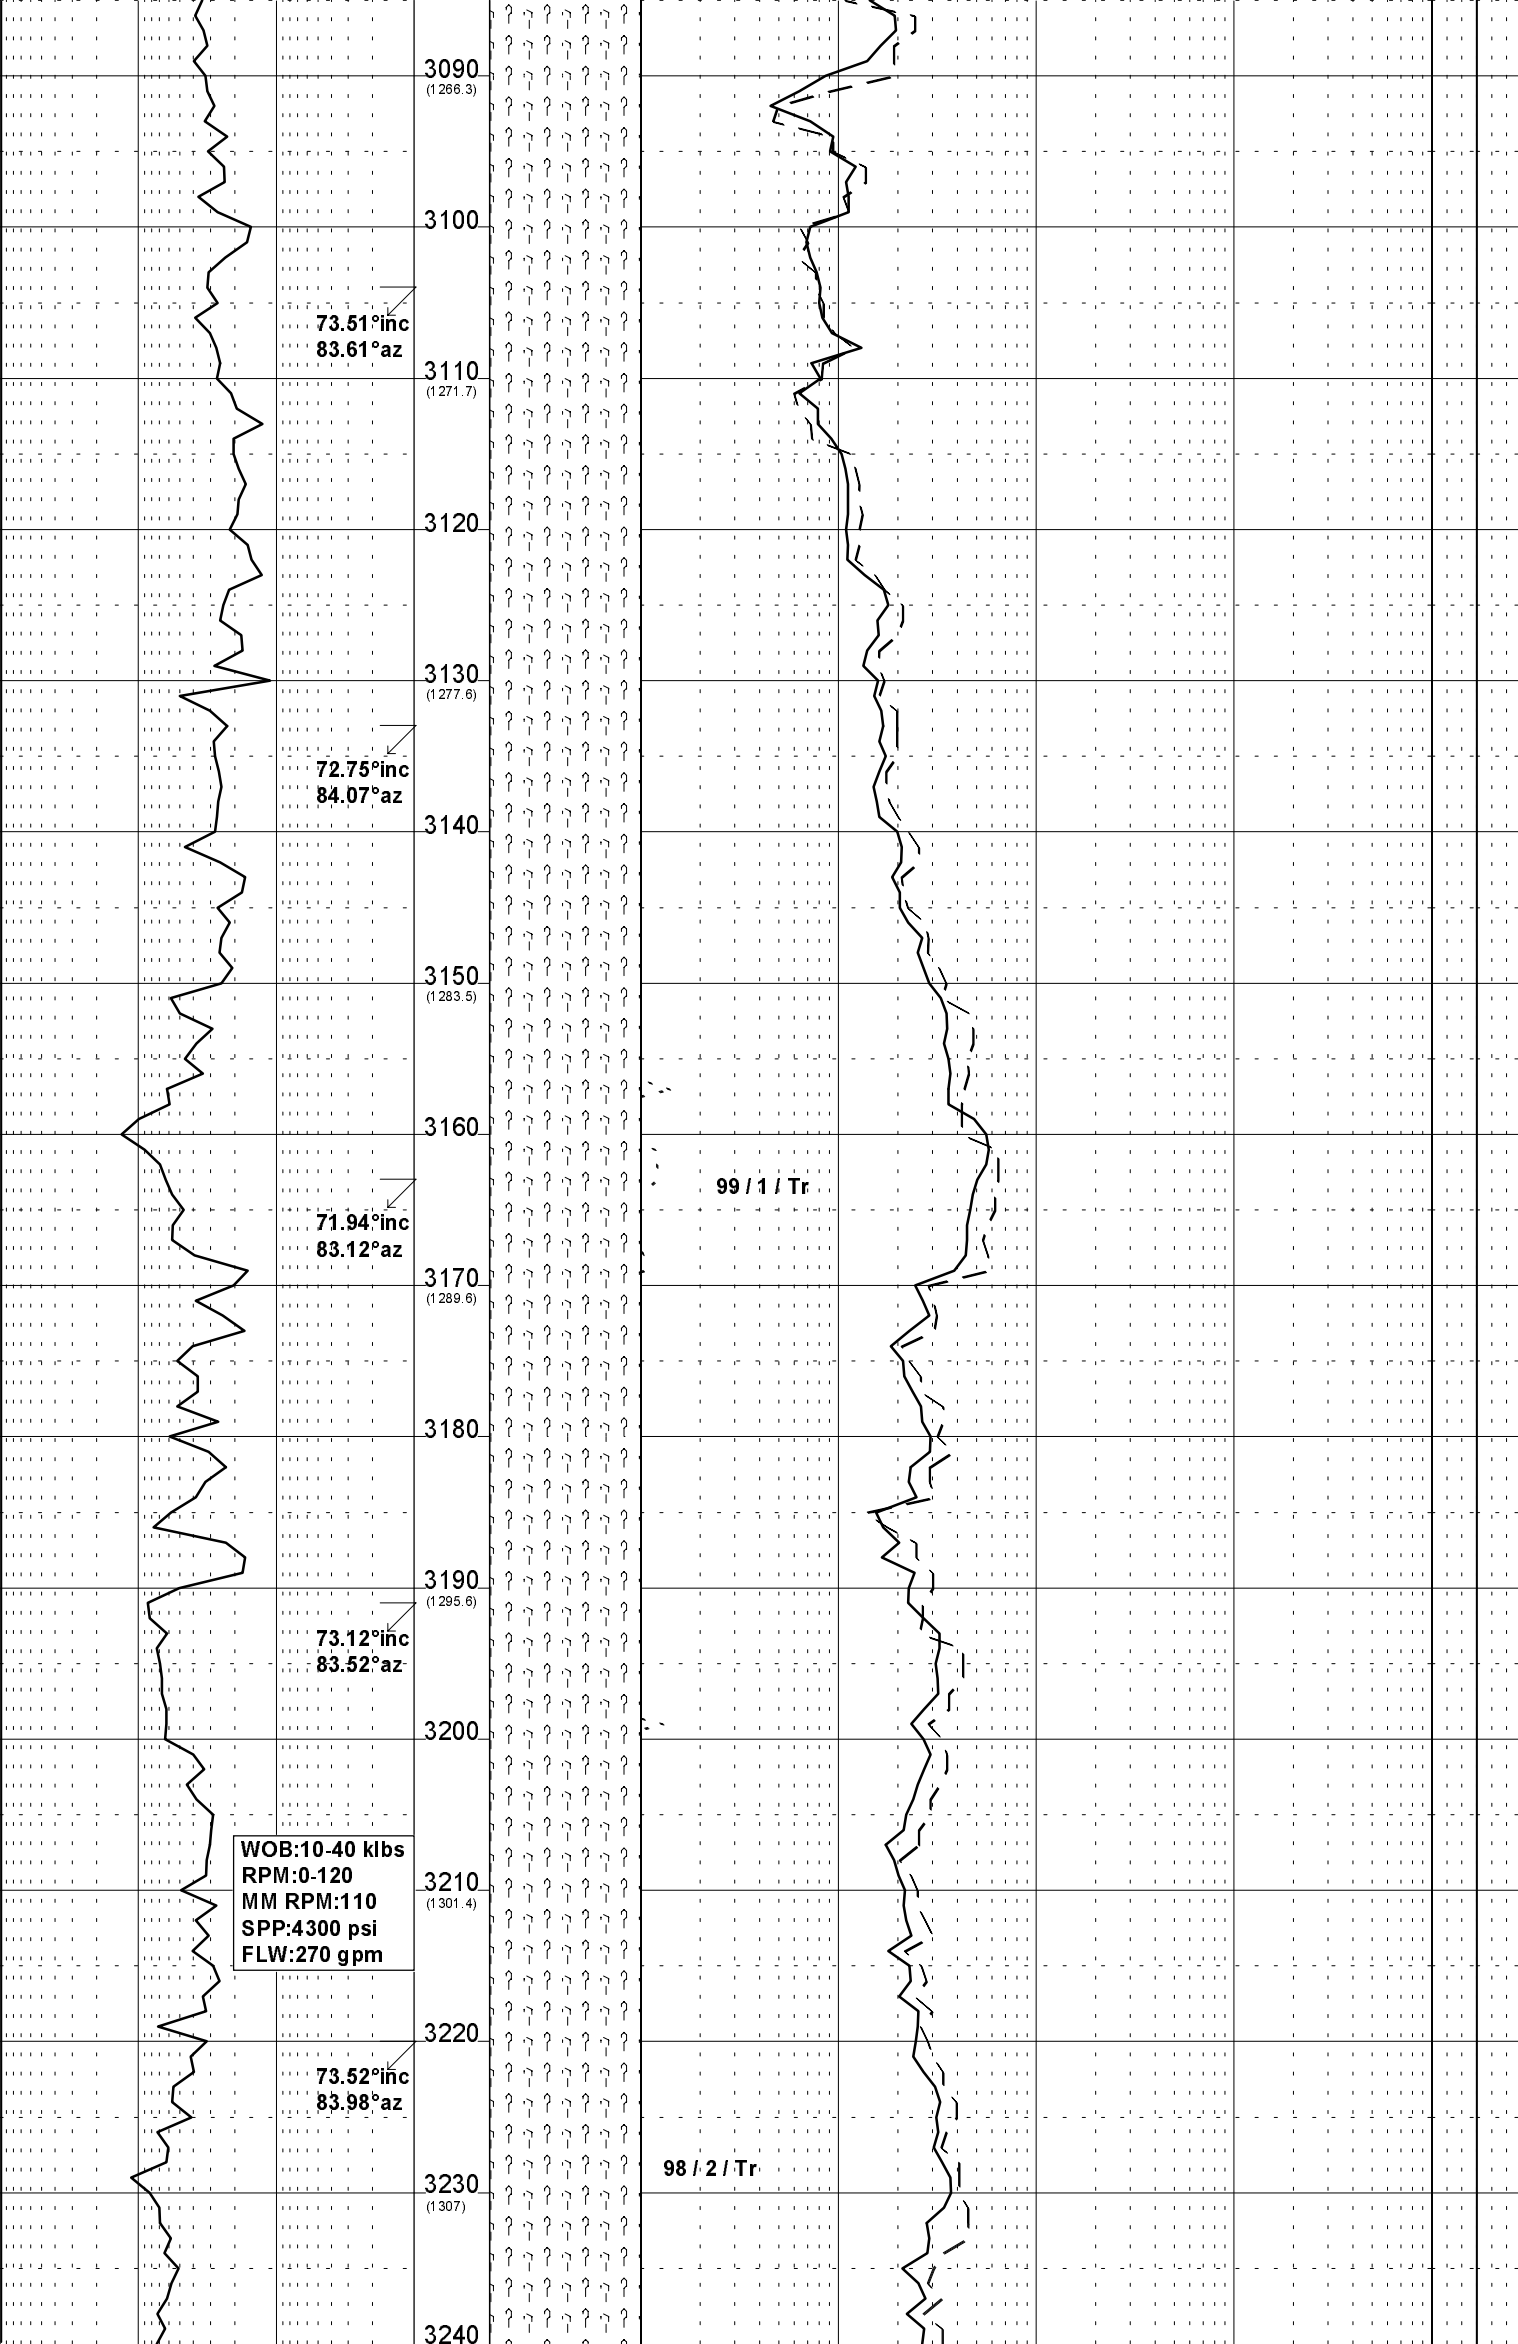 3090
(1266.3)
3100
73.51°inc
83.61°az
3110
(1271.7)
3120
3130
(1277.6)
72.75°inc
84.07°az
3140
3150
(1283.5)
3160
99 / 1 / Tr
71.94°inc
83.12°az
3170
(1289.6)
3180
3190
(1295.6)
73.12°inc
83.52°az
3200
WOB:10-40 klbs
RPM:0-120
MM RPM:110
SPP:4300 psi
FLW:270 gpm
3210
(1301.4)
3220
73.52°inc
83.98°az
98 / 2 / Tr
3230
(1307)
3240